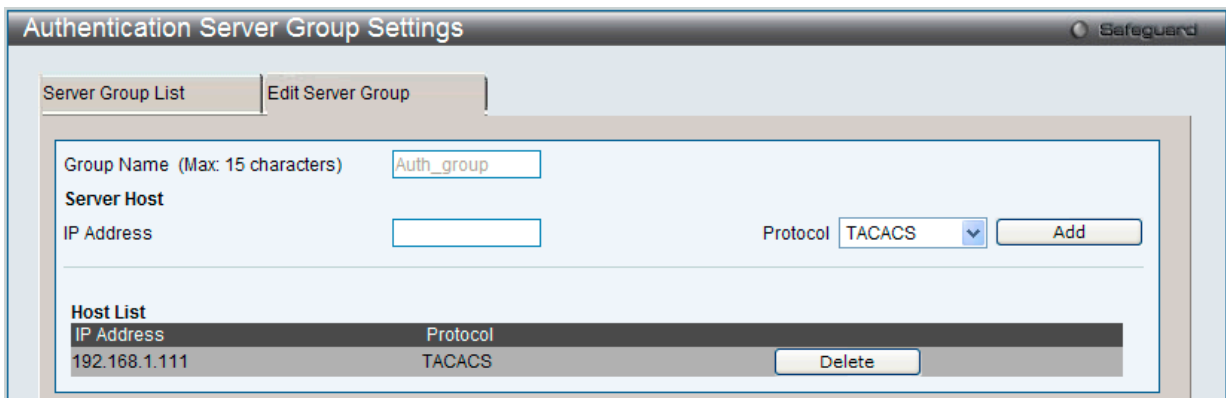 Authentication Server Group Settings
Safeguard
Server Group List
Edit Server Group
Group Name (Max: 15 characters)
Auth_group
Server Host
IP Address
Protocol
TACACS
Add
Host List
IP Address
Protocol
192.168.1.111
TACACS
Delete